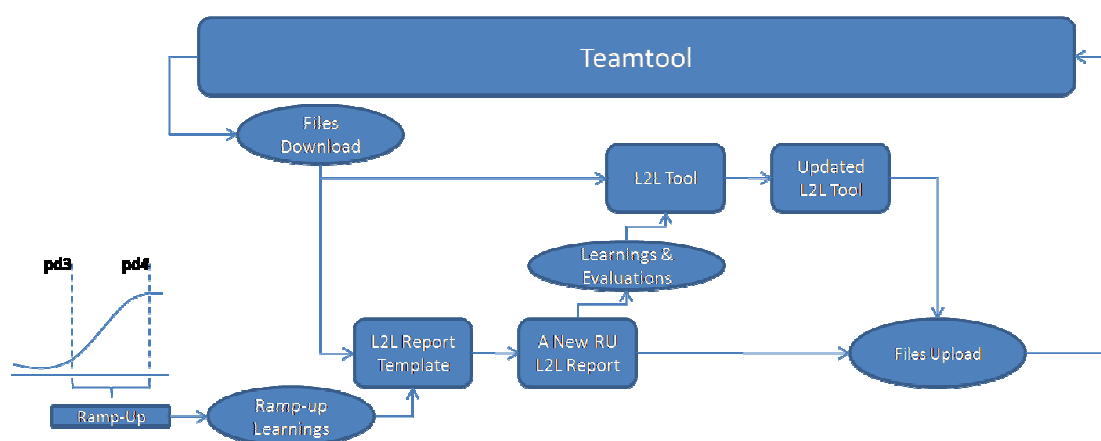 Teamtool
Files
Download
L2L Tool
Updated
L2L Tool
Learnings &
Evaluations
pd3
pd4
L2L Report
Template
A New RU
L2L Report
Files Upload
Ramp-Up
Ramp-up
Learnings